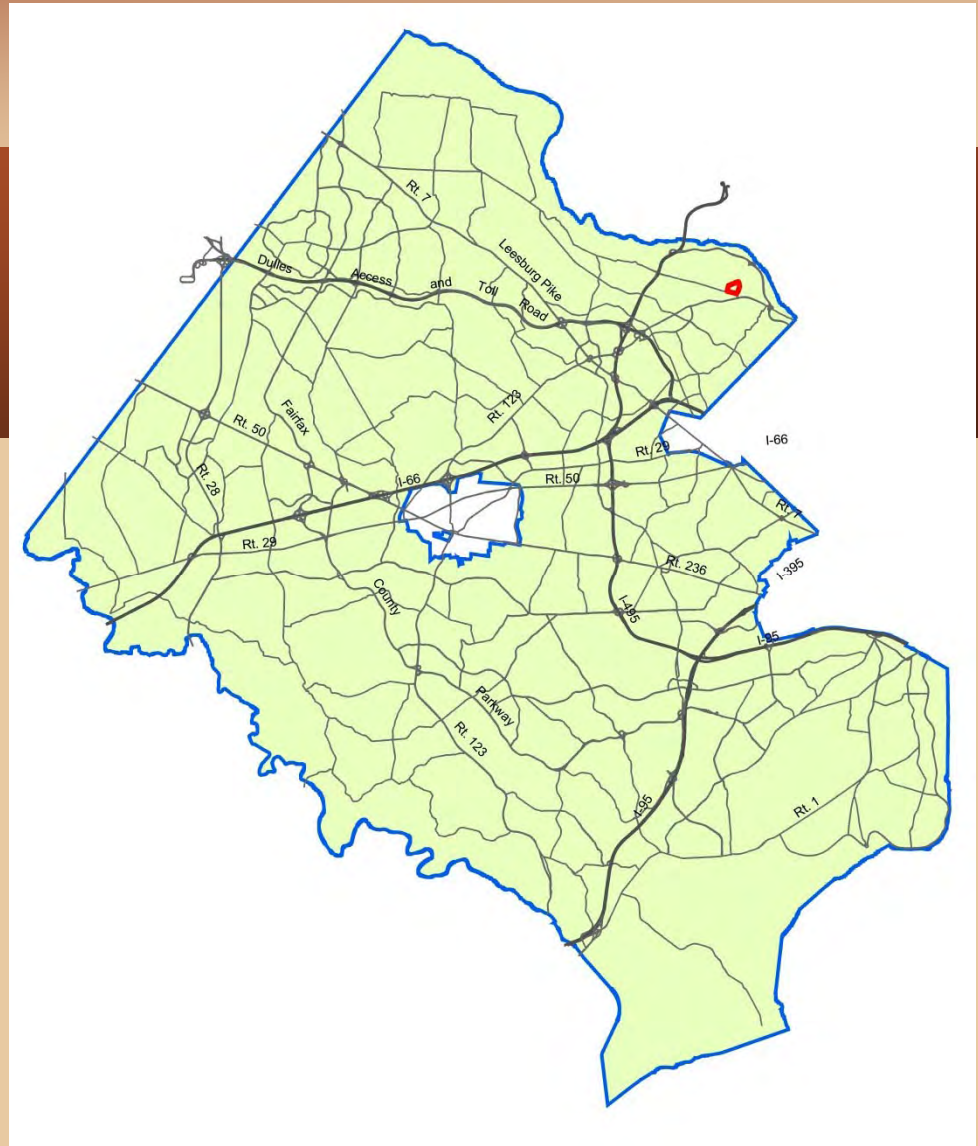 Rt. 7
Leesburg Pike
Dulles Access and Toll Road
Rt. 123
Fairfax
Rt. 50
Rt. 29
I-66
I-66
Rt. 28
Rt. 50
Rt. 7
Rt. 29
Rt. 236
I-395
County
I-495
I-95
Parkway
Rt. 123
I-95
Rt. 1